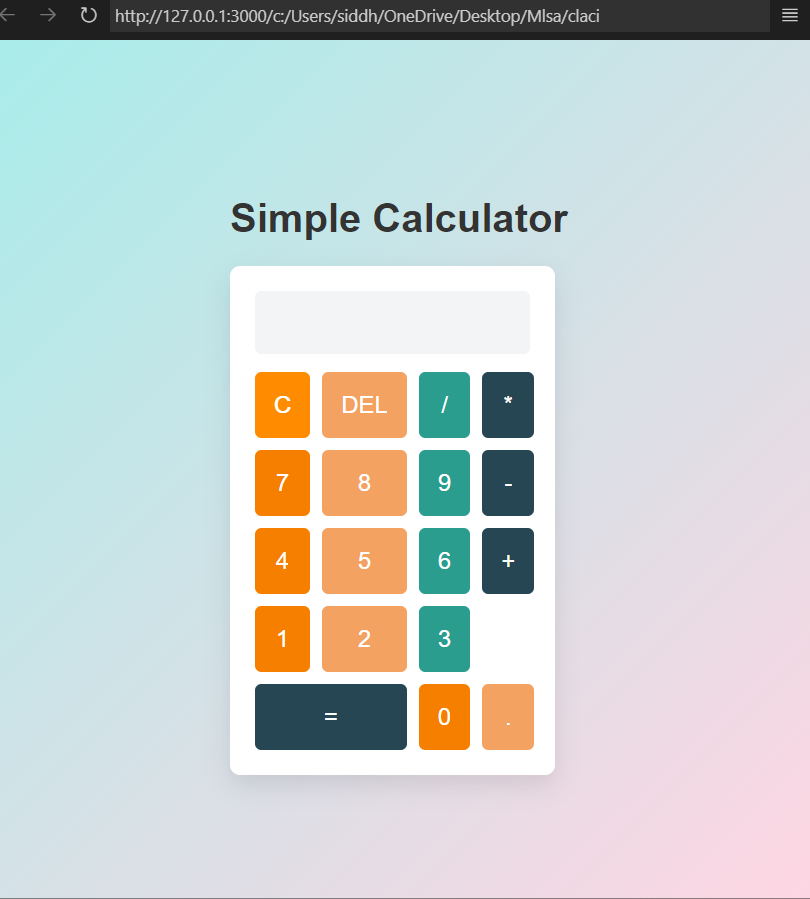 http://127.0.0.1:3000/c:/Users/siddh/OneDrive/Desktop/Mlsa/claci
Simple Calculator
C DEL / *
7 8 9 -
4 5 6 +
1 2 3
= 0 .